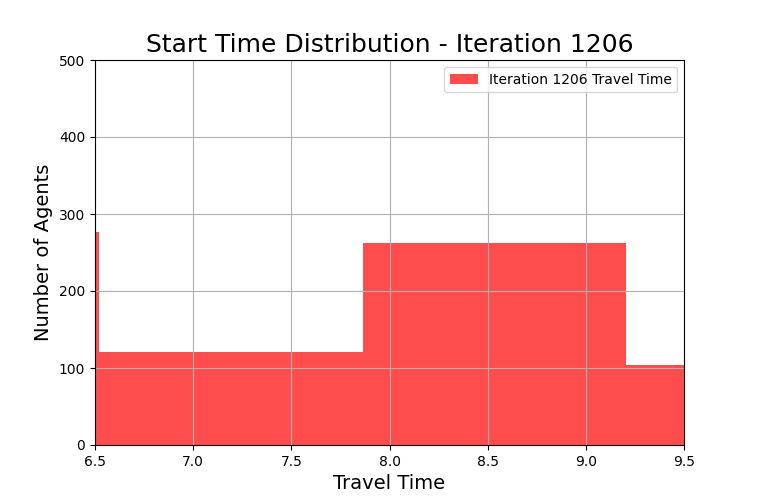 Start Time Distribution - Iteration 1206
Iteration 1206 Travel Time
Number of Agents
500
400
300
200
100
0
6.5 7.0 7.5 8.0 8.5 9.0 9.5
Travel Time